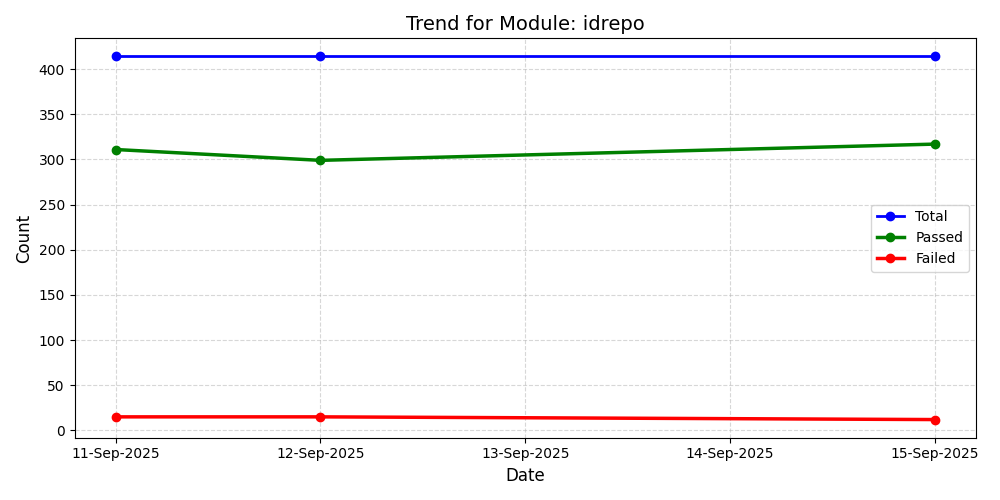 Trend for Module: idrepo
Count
400
350
300
250
200
150
100
50
0
Total
Passed
Failed
11-Sep-2025
12-Sep-2025
13-Sep-2025
14-Sep-2025
15-Sep-2025
Date